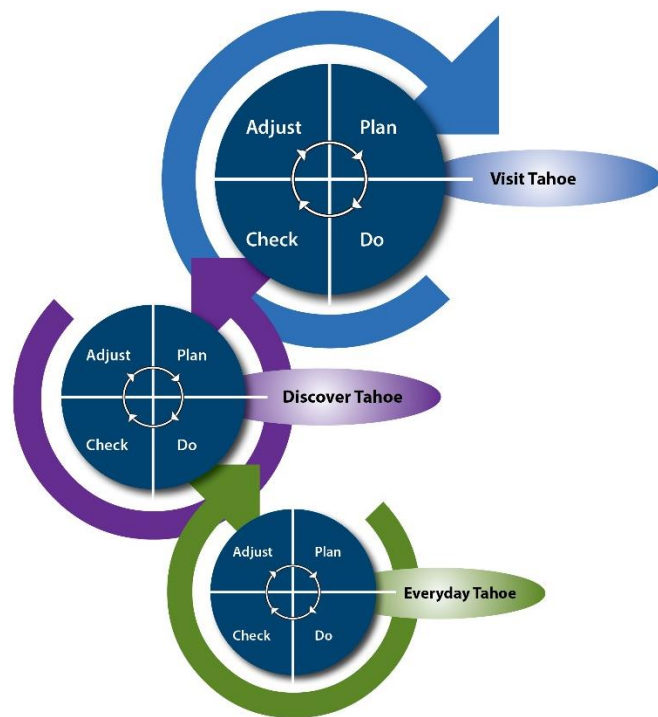 Adjust
Plan
Visit Tahoe
Check
Do
Adjust
Plan
Discover Tahoe
Check
Do
Adjust
Plan
Everyday Tahoe
Check
Do